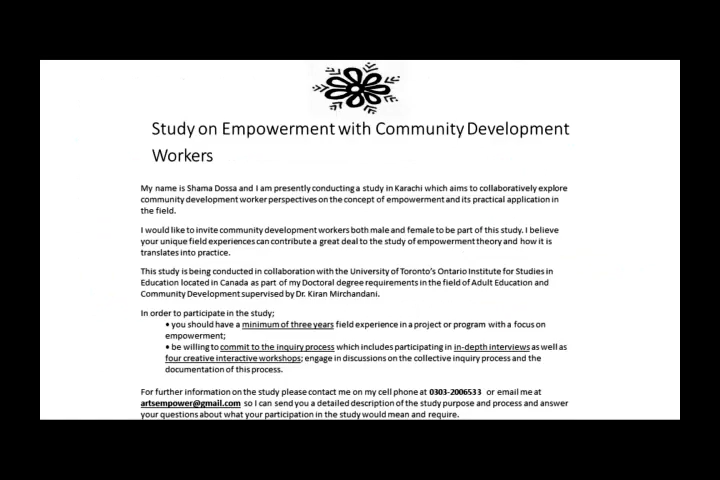 Study on Empowerment with Community Development
Workers
My name is Shama Dossa and I am presently conducting a study in Karachi which aims to collaboratively explore
community development worker perspectives on the concept of empowerment and its practical application in
the field.
I would like to invite community development workers both male and female to be part of this study. I believe
your unique field experiences can contribute a great deal to the study of empowerment theory and how it is
translates into practice.
This study is being conducted in collaboration with the University of Toronto's Ontario Institute for Studies in
Education located in Canada as part of my Doctoral degree requirements in the field of Adult Education and
Community Development supervised by Dr. Kiran Mirchandani.
In order to participate in the study;
• you should have a minimum of three years field experience in a project or program with a focus on
empowerment;
• be willing to commit to the inquiry process which includes participating in in-depth interviews as well as
four creative interactive workshops; engage in discussions on the collective inquiry process and the
documentation of this process.
For further information on the study please contact me on my cell phone at 0303-2006533 or email me at
artsempower@gmail.com so I can send you a detailed description of the study purpose and process and answer
your questions about what your participation in the study would mean and require.